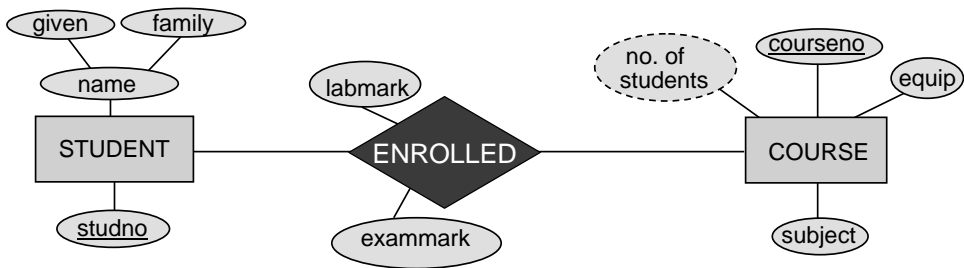 given
family
name
STUDENT
studno
labmark
ENROLLED
exammark
no. of
students
courseno
equip
COURSE
subject